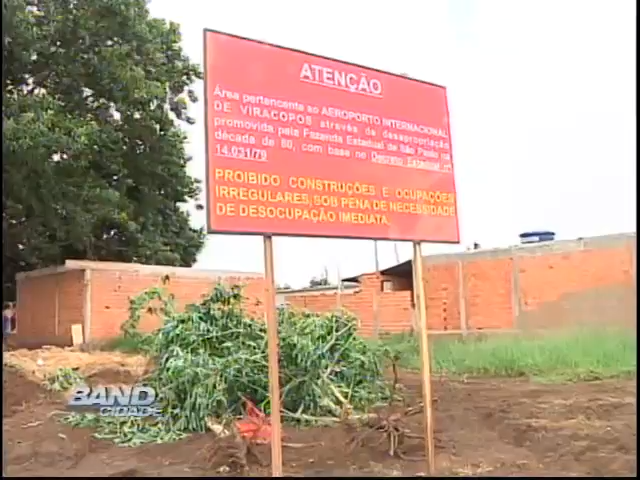 ATENÇÃO
Área pertencente ao AEROPORTO INTERNACIONAL
DE VIRACOPOS através da desapropriação
promovida pela Fazenda Estadual de São Paulo na
década de 80, com base no Decreto Estadual nº
14.031/79
PROIBIDO CONSTRUÇÕES E OCUPAÇÕES
IRREGULARES, SOB PENA DE NECESSIDADE
DE DESOCUPAÇÃO IMEDIATA.
BAND
CIDADE